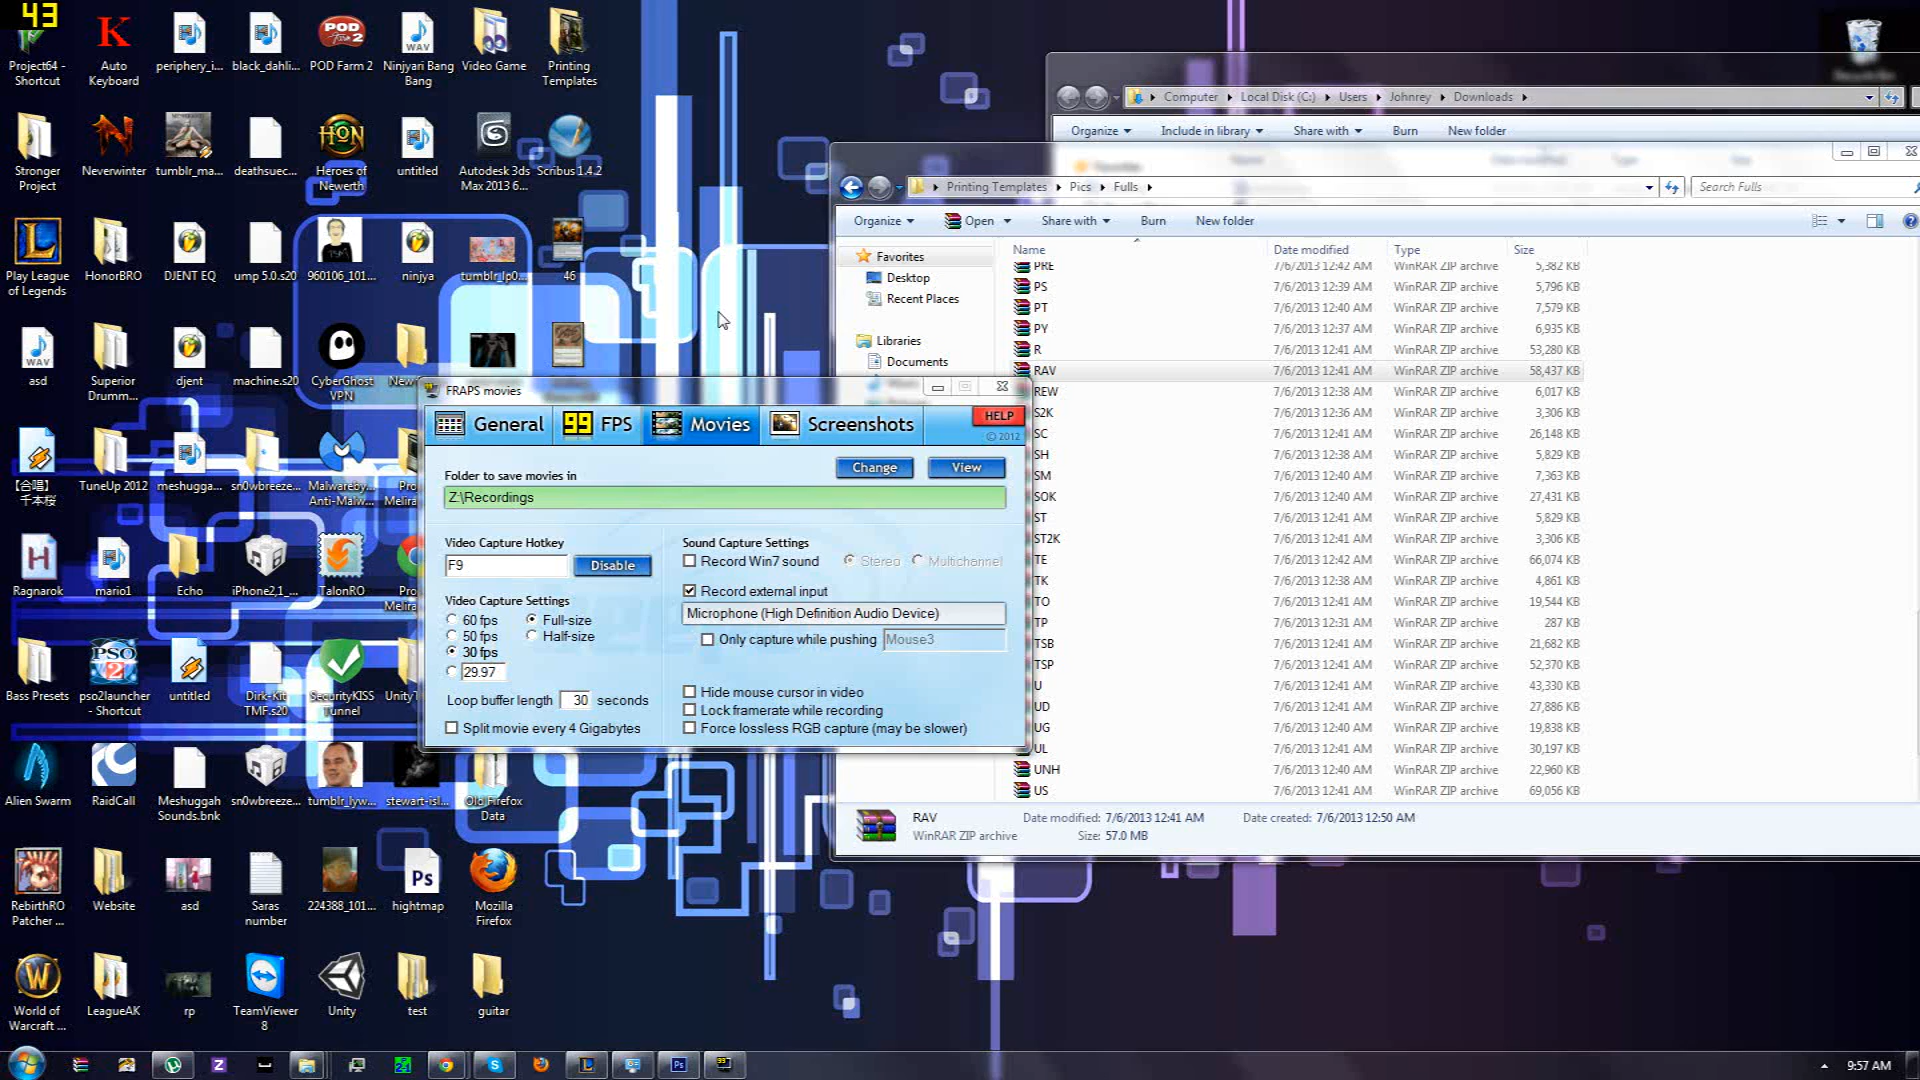 43
Project64 -
Shortcut
Auto
Keyboard
periphery_i...
black_dahli...
POD Farm 2
Ninjyari Bang
Bang
Video Game
Printing
Templates
Stronger
Project
Neverwinter
tumblr_ma...
deathsuec...
Heroes of
Newerth
untitled
Autodesk 3ds
Max 2013 6...
Scribus 1.4.2
Play League
of Legends
HonorBRO
DJENT EQ
ump 5.0.s20
960106_101...
ninjya
tumblr_lp0...
46
asd
Superior
Drumm...
djent
machine.s20
CyberGhost
VPN
【合唱】
千本桜
TuneUp 2012
meshugga...
sn0wbreeze...
Malwareby...
Anti-Malw...
Ragnarok
mario1
Echo
iPhone2,1_...
TalonRO
Bass Presets
pso2launcher
- Shortcut
untitled
Dirk-Kit
TMF.s20
SecurityKISS
Tunnel
Alien Swarm
RaidCall
Meshuggah
Sounds.bnk
sn0wbreeze...
tumblr_lyw...
stewart-isl...
Old Firefox
Data
RebirthRO
Patcher ...
Website
asd
Saras
number
224388_101...
hightmap
Mozilla
Firefox
World of
Warcraft ...
LeagueAK
rp
TeamViewer
8
Unity
test
guitar
Computer Local Disk (C:) Users Johnrey Downloads
Organize Include in library Share with Burn New folder
Printing Templates Pics Fulls
Search Fulls
Organize Open Share with Burn New folder
Favorites
Desktop
Recent Places
Libraries
Documents
Name Date modified Type Size
PRE 7/6/2013 12:42 AM WinRAR ZIP archive 5,382 KB
PS 7/6/2013 12:39 AM WinRAR ZIP archive 5,796 KB
PT 7/6/2013 12:40 AM WinRAR ZIP archive 7,579 KB
PY 7/6/2013 12:37 AM WinRAR ZIP archive 6,935 KB
R 7/6/2013 12:41 AM WinRAR ZIP archive 53,280 KB
RAV 7/6/2013 12:41 AM WinRAR ZIP archive 58,437 KB
REW 7/6/2013 12:38 AM WinRAR ZIP archive 6,017 KB
S2K 7/6/2013 12:36 AM WinRAR ZIP archive 3,306 KB
SC 7/6/2013 12:41 AM WinRAR ZIP archive 26,148 KB
SH 7/6/2013 12:38 AM WinRAR ZIP archive 5,829 KB
SM 7/6/2013 12:40 AM WinRAR ZIP archive 7,363 KB
SOK 7/6/2013 12:40 AM WinRAR ZIP archive 27,431 KB
ST 7/6/2013 12:41 AM WinRAR ZIP archive 5,829 KB
ST2K 7/6/2013 12:41 AM WinRAR ZIP archive 3,306 KB
TE 7/6/2013 12:42 AM WinRAR ZIP archive 66,074 KB
TK 7/6/2013 12:38 AM WinRAR ZIP archive 4,861 KB
TO 7/6/2013 12:41 AM WinRAR ZIP archive 19,544 KB
TP 7/6/2013 12:41 AM WinRAR ZIP archive 287 KB
TSB 7/6/2013 12:41 AM WinRAR ZIP archive 21,682 KB
TSP 7/6/2013 12:41 AM WinRAR ZIP archive 52,370 KB
U 7/6/2013 12:41 AM WinRAR ZIP archive 43,330 KB
UD 7/6/2013 12:41 AM WinRAR ZIP archive 27,886 KB
UG 7/6/2013 12:40 AM WinRAR ZIP archive 19,838 KB
UL 7/6/2013 12:41 AM WinRAR ZIP archive 30,197 KB
UNH 7/6/2013 12:40 AM WinRAR ZIP archive 22,960 KB
US 7/6/2013 12:41 AM WinRAR ZIP archive 69,056 KB
RAV Date modified: 7/6/2013 12:41 AM Date created: 7/6/2013 12:50 AM
WinRAR ZIP archive Size: 57.0 MB
FRAPS movies
General 99 FPS Movies Screenshots
HELP
© 2012
Folder to save movies in
Change View
Z:\Recordings
Video Capture Hotkey
F9 Disable
Video Capture Settings
60 fps Full-size
50 fps Half-size
30 fps
29.97
Loop buffer length 30 seconds
Split movie every 4 Gigabytes
Sound Capture Settings
Record Win7 sound Stereo Multichannel
Record external input
Microphone (High Definition Audio Device)
Only capture while pushing Mouse3
Hide mouse cursor in video
Lock framerate while recording
Force lossless RGB capture (may be slower)
9:57 AM